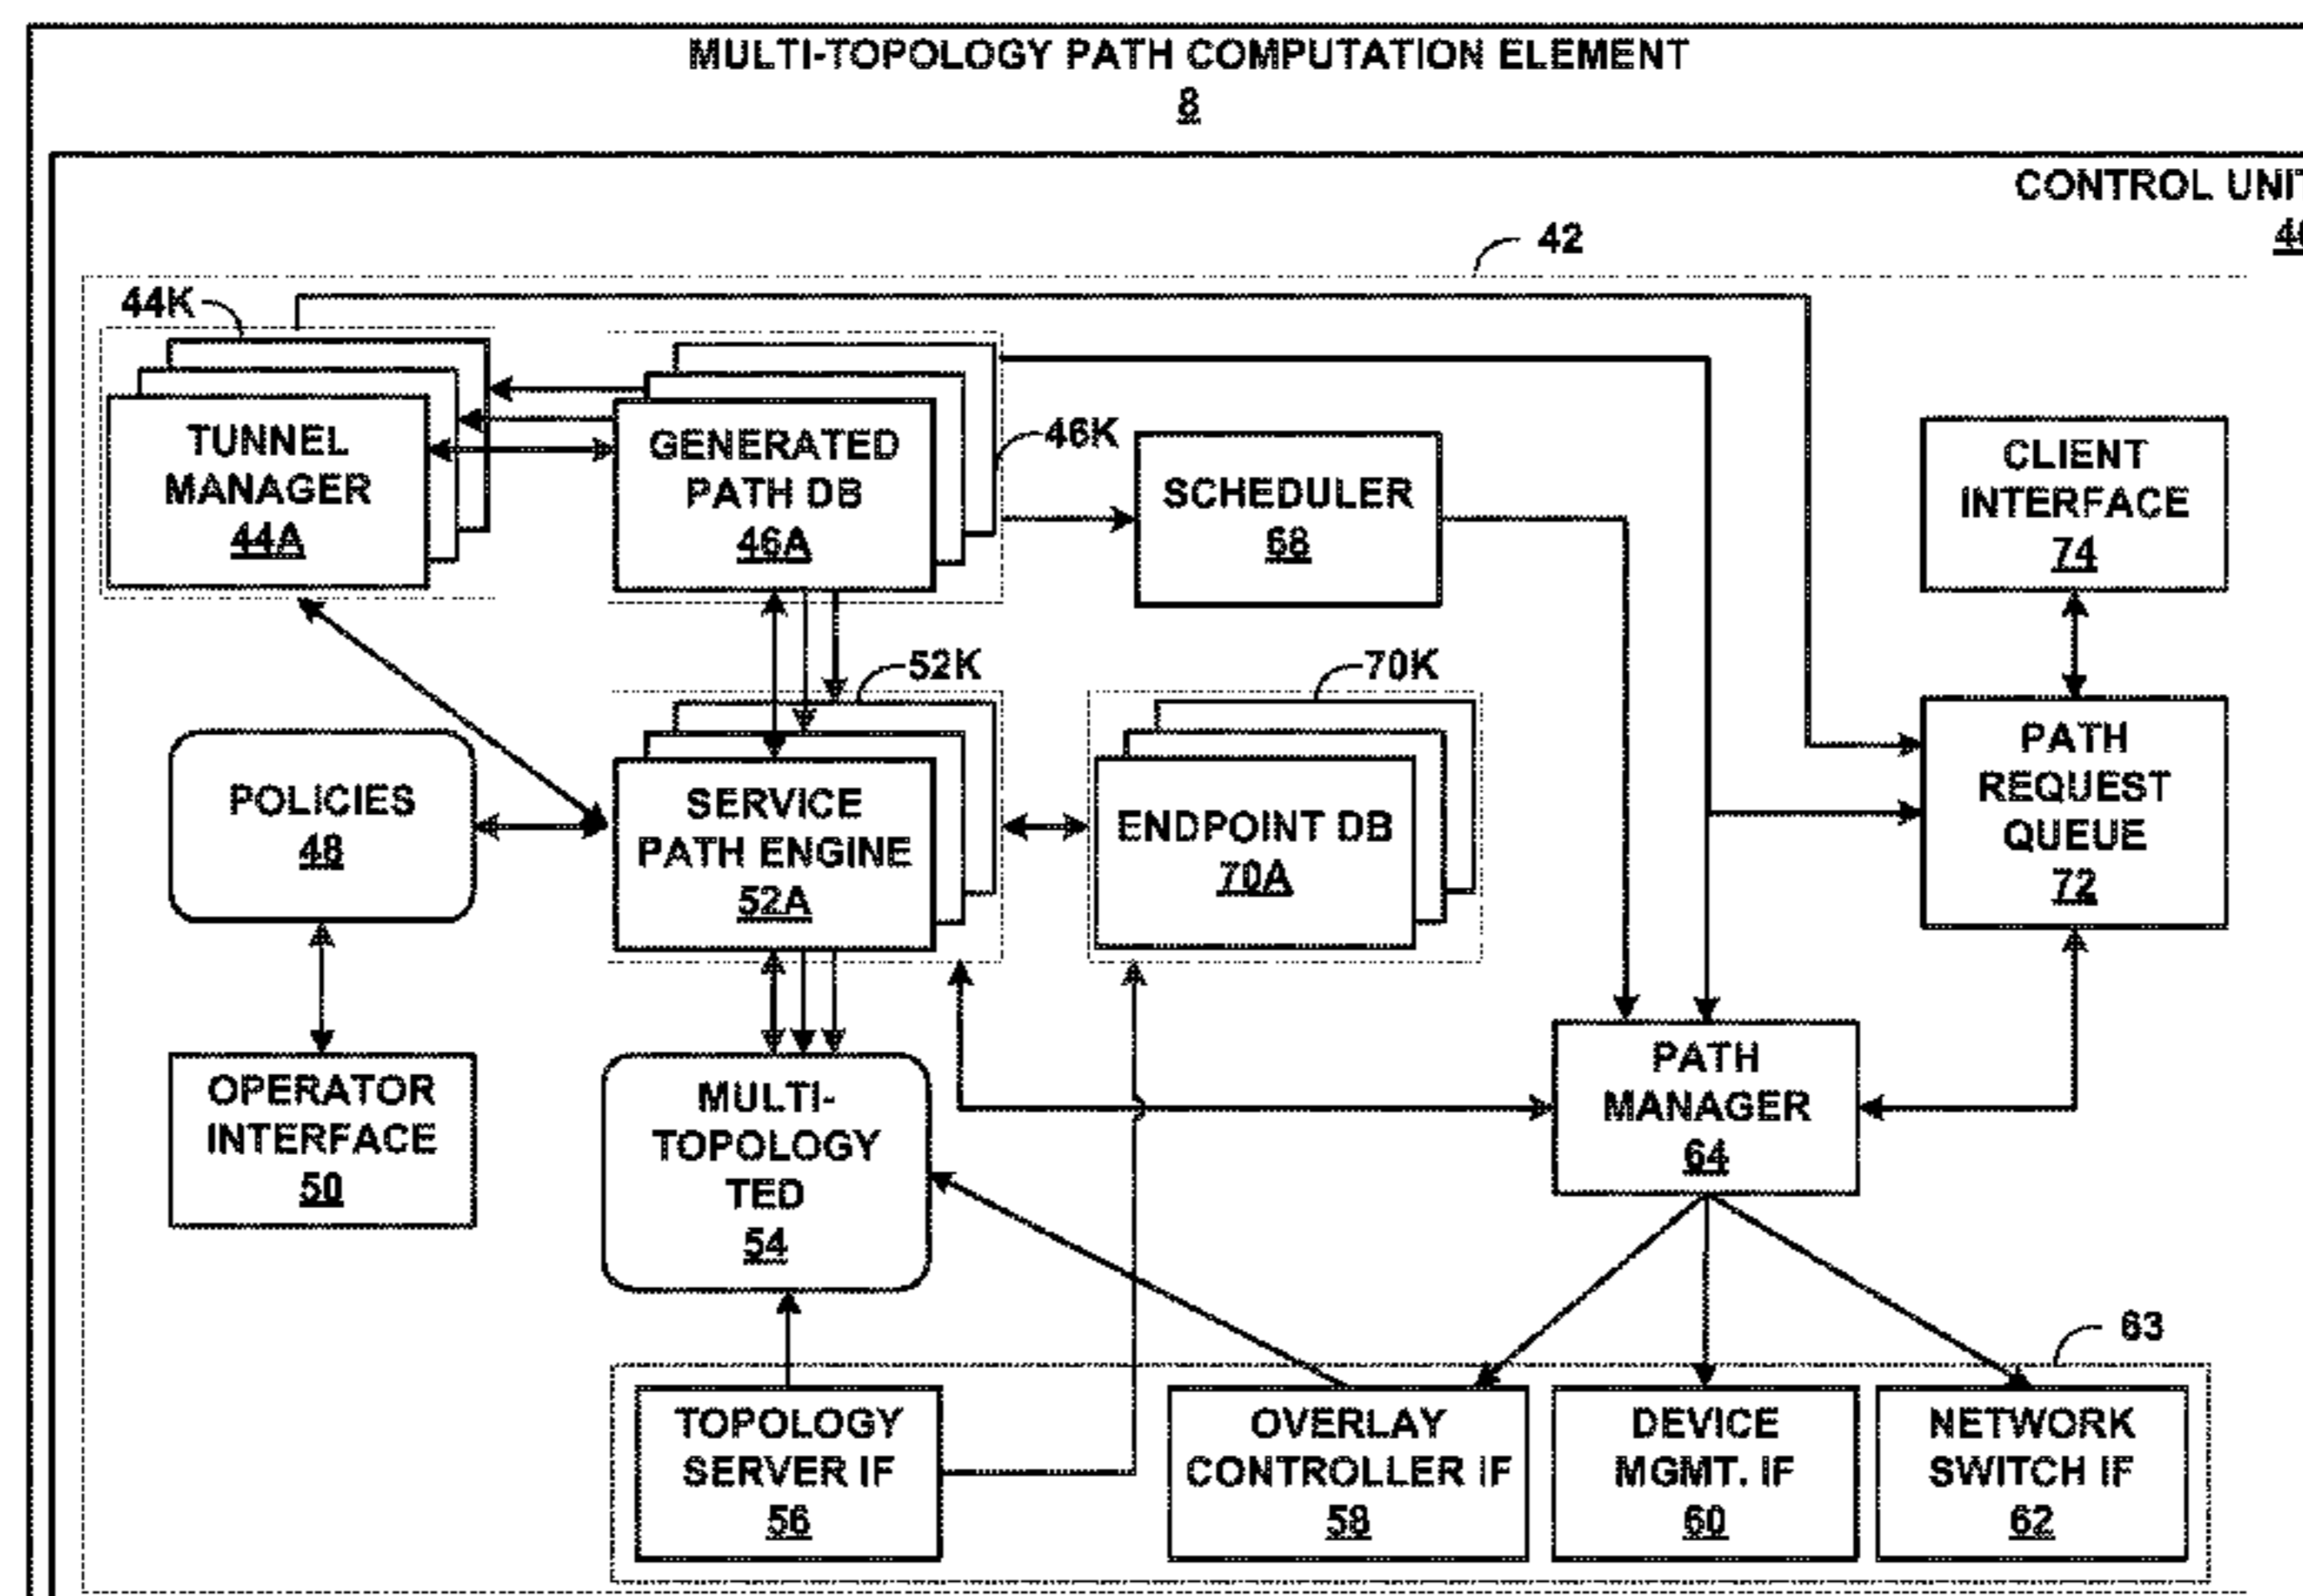 MULTI-TOPOLOGY PATH COMPUTATION ELEMENT
8
CONTROL UNIT
42
44K
TUNNEL
MANAGER
44A
GENERATED
PATH DB
46A
46K
SCHEDULER
68
CLIENT
INTERFACE
74
52K
70K
POLICIES
48
SERVICE
PATH ENGINE
52A
ENDPOINT DB
70A
PATH
REQUEST
QUEUE
72
OPERATOR
INTERFACE
50
MULTI-
TOPOLOGY
TED
54
PATH
MANAGER
64
63
TOPOLOGY
SERVER IF
56
OVERLAY
CONTROLLER IF
58
DEVICE
MGMT. IF
60
NETWORK
SWITCH IF
62